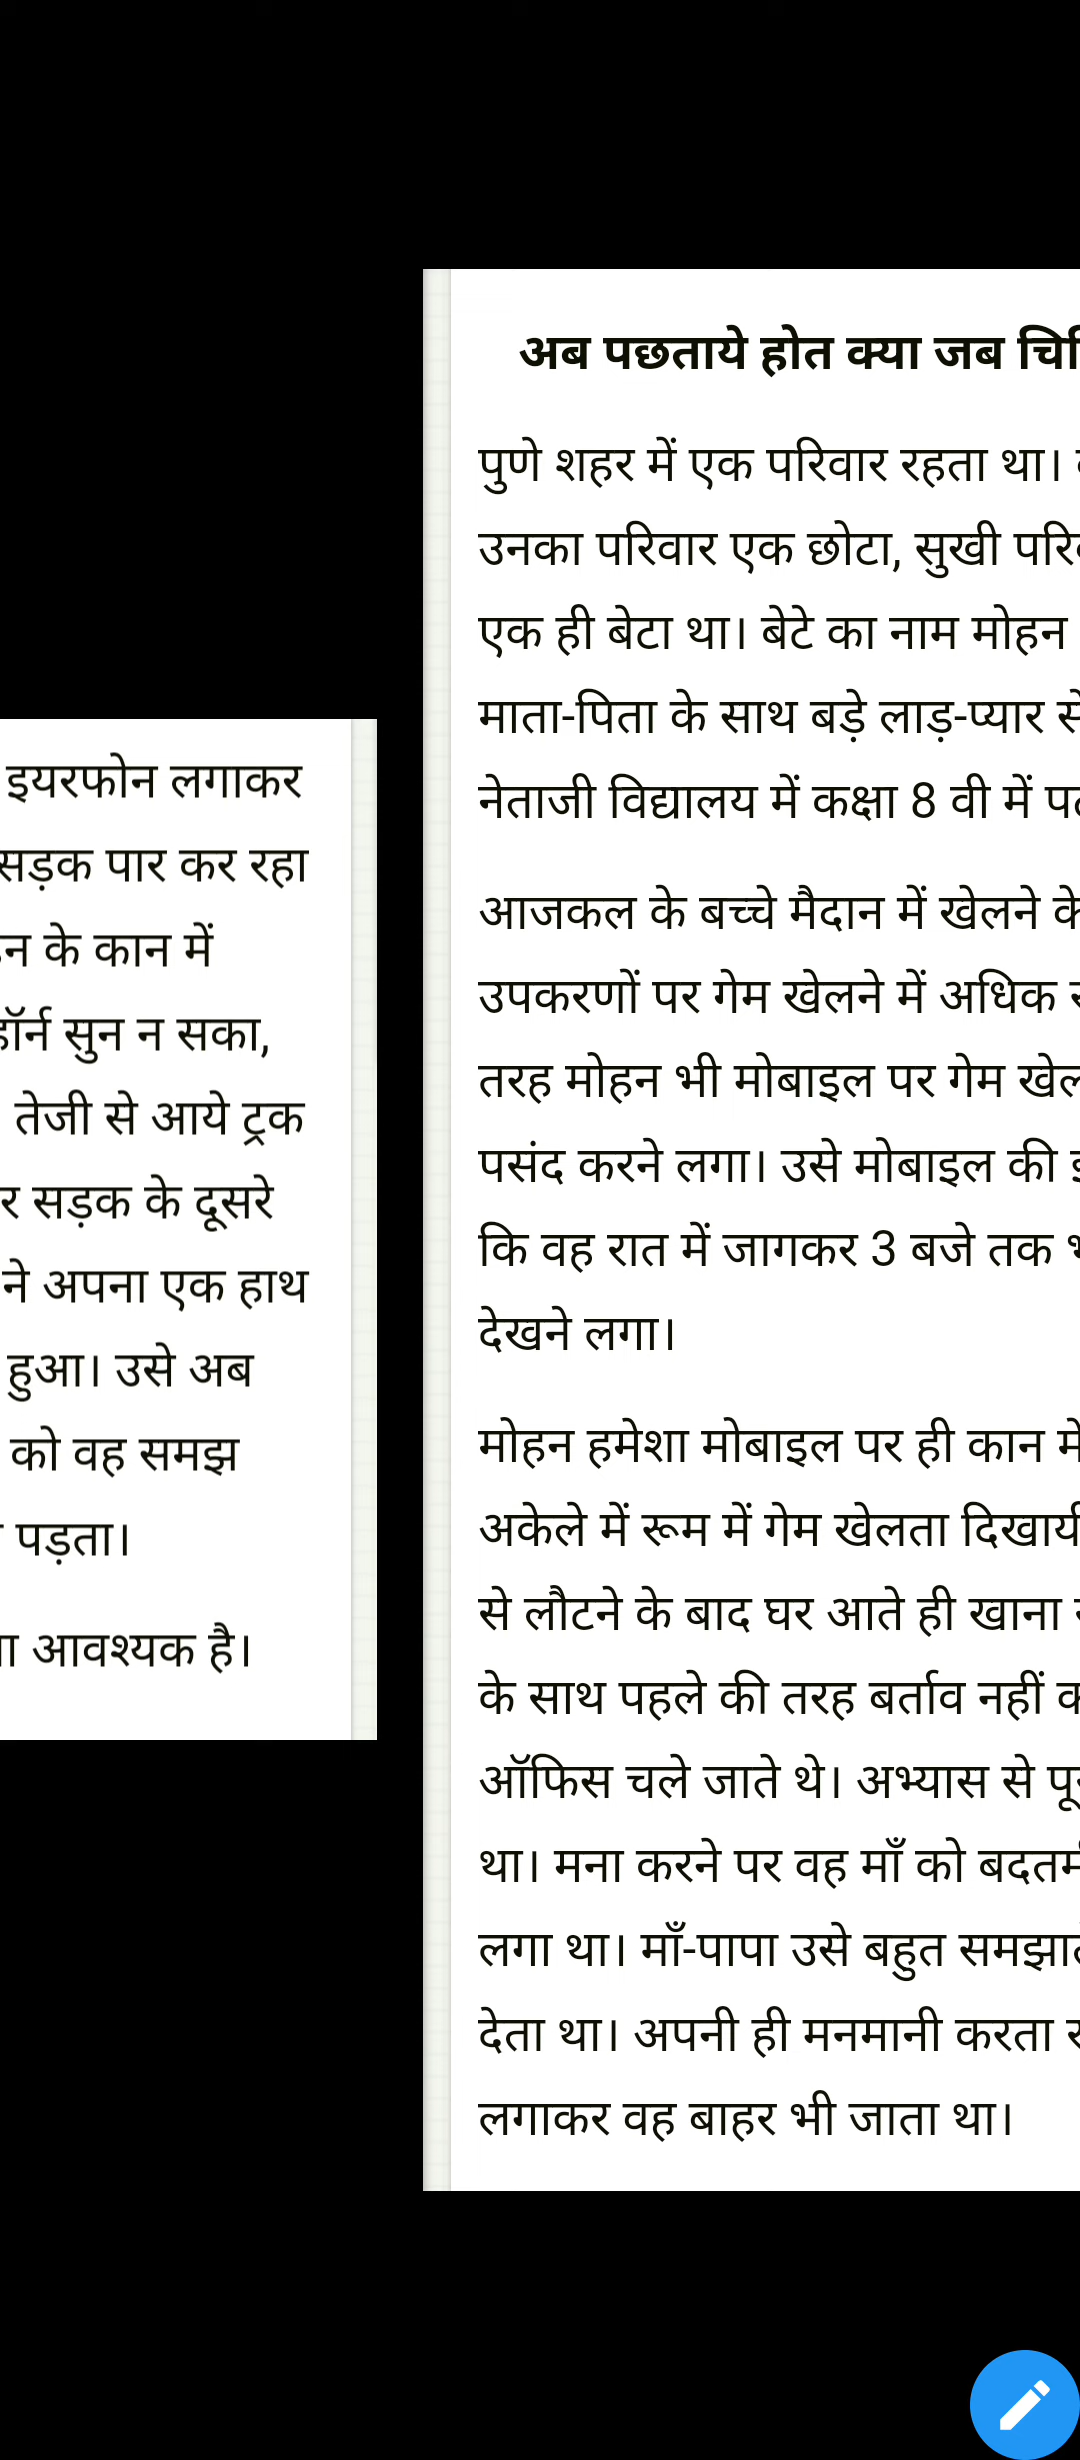 इयरफोन लगाकर
सड़क पार कर रहा
के कान में
हॉर्न सुन न सका,
तेजी से आये ट्रक
सड़क के दूसरे
ने अपना एक हाथ
हुआ। उसे अब
को वह समझ
पड़ता।
आवश्यक है।
अब पछताये होत क्या जब
पुणे शहर में एक परिवार रहता था।
उनका परिवार एक छोटा, सुखी
एक ही बेटा था। बेटे का नाम मोहन
माता-पिता के साथ बड़े लाड़-प्यार से
नेताजी विद्यालय में कक्षा 8 वी में
आजकल के बच्चे मैदान में खेलने के
उपकरणों पर गेम खेलने में अधिक
तरह मोहन भी मोबाइल पर गेम
पसंद करने लगा। उसे मोबाइल की
कि वह रात में जागकर 3 बजे तक
देखने लगा।
मोहन हमेशा मोबाइल पर ही कान में
अकेले में रूम में गेम खेलता
से लौटने के बाद घर आते ही खाना
के साथ पहले की तरह बर्ताव नहीं
ऑफिस चले जाते थे। अभ्यास से
था। मना करने पर वह माँ को
लगा था। माँ-पापा उसे बहुत
देता था। अपनी ही मनमानी करता
लगाकर वह बाहर भी जाता था।